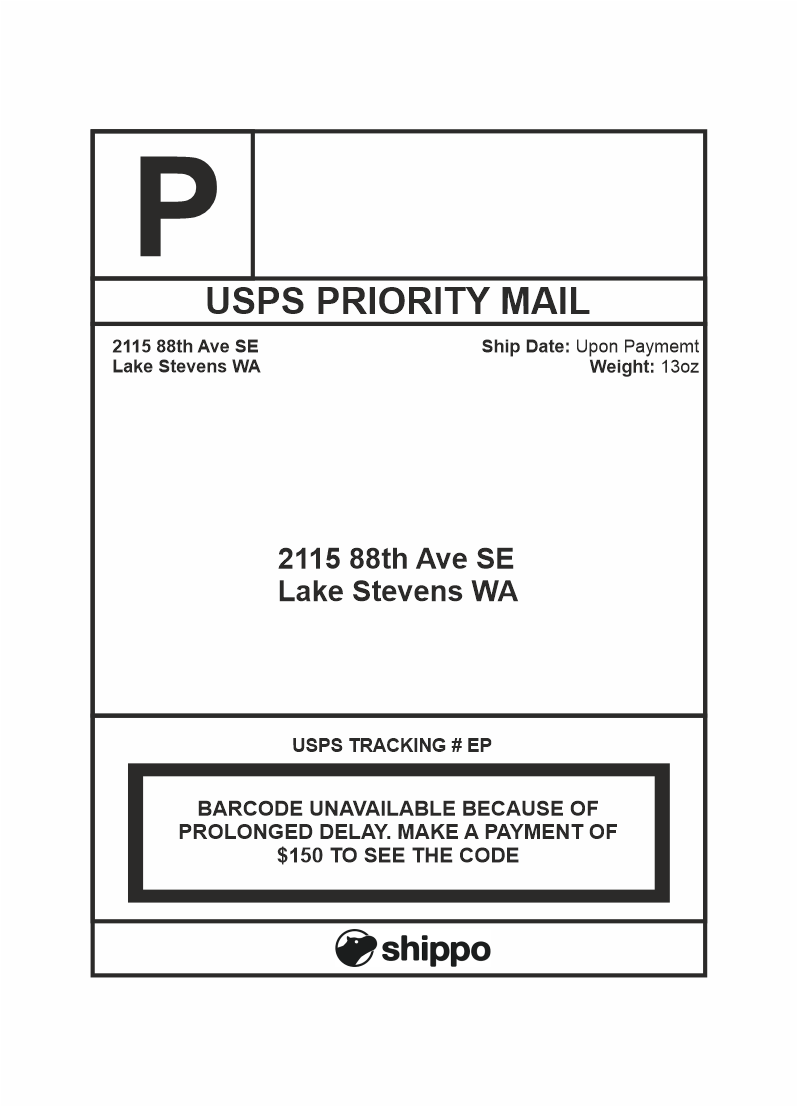 P
USPS PRIORITY MAIL
2115 88th Ave SE
Lake Stevens WA
Ship Date: Upon Paymemt
Weight: 13oz
2115 88th Ave SE
Lake Stevens WA
USPS TRACKING # EP
BARCODE UNAVAILABLE BECAUSE OF
PROLONGED DELAY. MAKE A PAYMENT OF
$150 TO SEE THE CODE
shippo